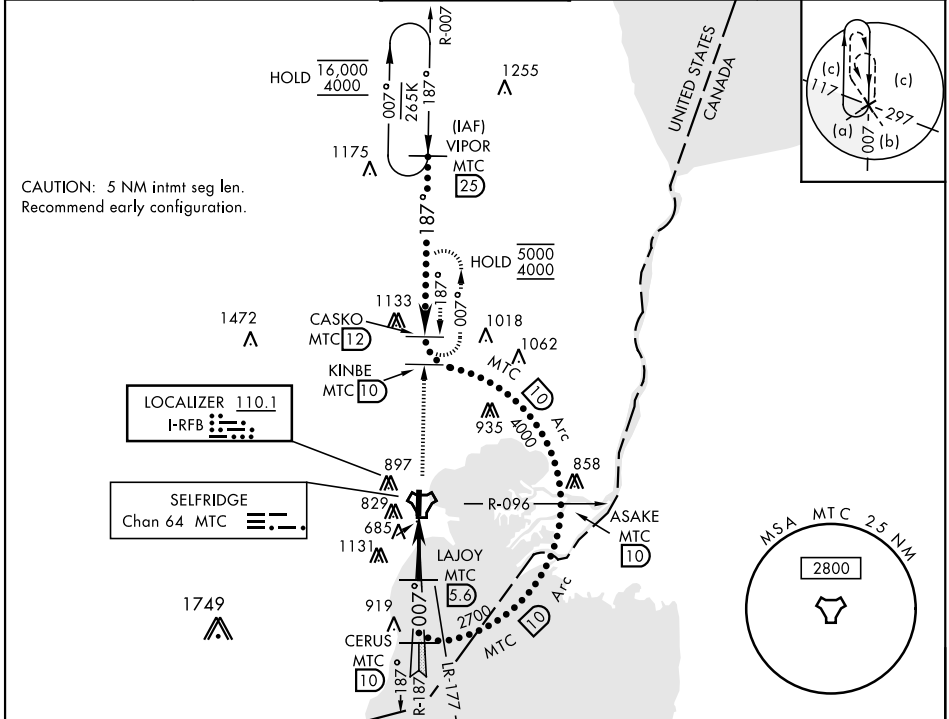 R-007
HOLD 16,000
4000
007°
265K
187°
1255
(IAF)
VIPOR
MTC
25
1175
CAUTION: 5 NM intmt seg len.
Recommend early configuration.
187°
UNITED STATES
CANADA
(c)
(c)
117
297
(a)
(b)
007
HOLD 5000
4000
187°
007°
1133
1472
CASKO
MTC 12
1018
1062
KINBE
MTC 10
MTC 10 Arc
4000
935
LOCALIZER 110.1
I-RFB
897
858
SELFRIDGE
Chan 64 MTC
829
685
R-096
ASAKE
MTC
10
1131
LAJOY
MTC
5.6
MSA MTC 25 NM
2800
1749
919
007°
2700
MTC 10 Arc
CERUS
MTC
10
187°
R-187
LR-177